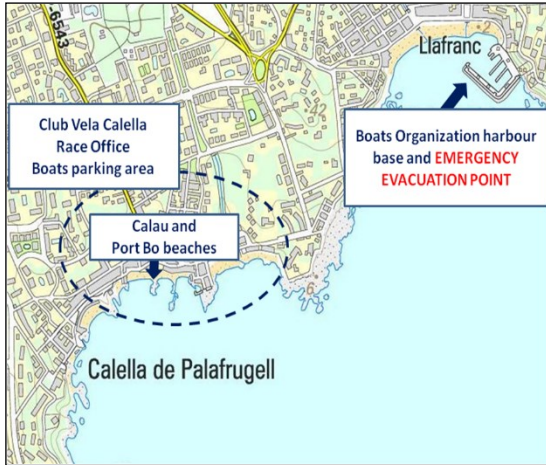 -6543
Llafranc
Club Vela Calella
Race Office
Boats parking area
Boats Organization harbour
base and EMERGENCY
EVACUATION POINT
Calau and
Port Bo beaches
6
Calella de Palafrugell